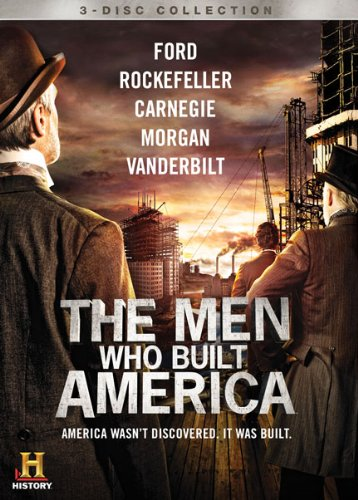 3-DISC COLLECTION
FORD
ROCKEFELLER
CARNEGIE
MORGAN
VANDERBILT
THE MEN
WHO BUILT
AMERICA
AMERICA WASN'T DISCOVERED. IT WAS BUILT.
H
HISTORY